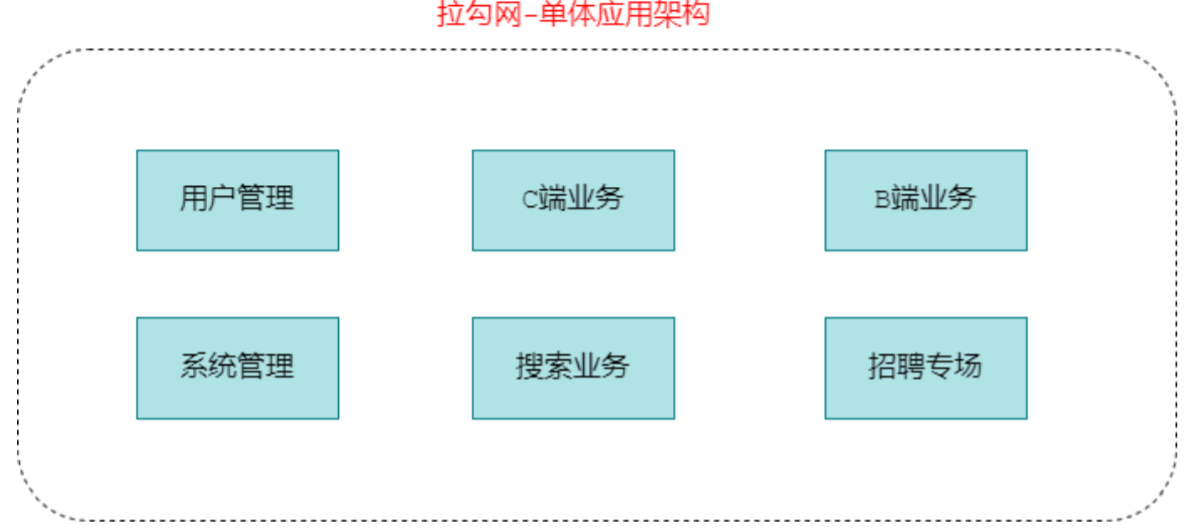 拉勾网-单体应用架构
用户管理
C端业务
B端业务
系统管理
搜索业务
招聘专场